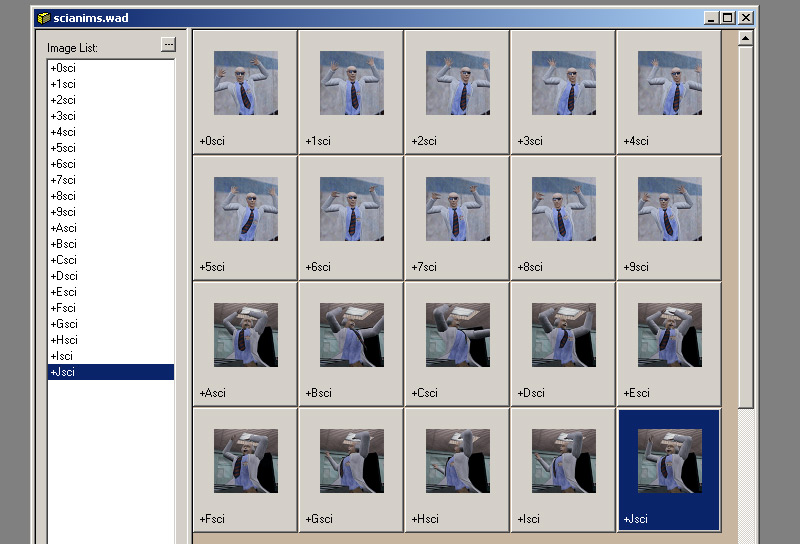 scianims.wad
Image List:
...
+0sci
+1sci
+2sci
+3sci
+4sci
+5sci
+6sci
+7sci
+8sci
+9sci
+Asci
+Bsci
+Csci
+Dsci
+Esci
+Fsci
+Gsci
+Hsci
+Isci
+Jsci
+0sci +1sci +2sci +3sci +4sci
+5sci +6sci +7sci +8sci +9sci
+Asci +Bsci +Csci +Dsci +Esci
+Fsci +Gsci +Hsci +Isci +Jsci